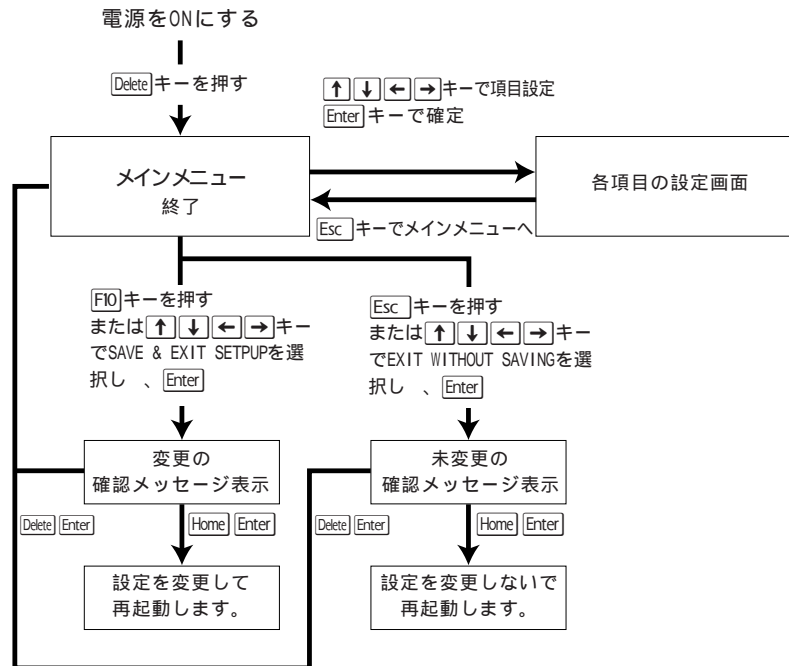 電源をONにする
Deleteキーを押す
↑↓←→キーで項目設定
Enterキーで確定
メインメニュー
終了
各項目の設定画面
Escキーでメインメニューへ
F10キーを押す
または↑↓←→キー
でSAVE & EXIT SETPUPを選
択し 、Enter
Escキーを押す
または↑↓←→キー
でEXIT WITHOUT SAVINGを選
択し 、Enter
変更の
確認メッセージ表示
未変更の
確認メッセージ表示
Delete Enter
Home Enter
Delete Enter
Home Enter
設定を変更して
再起動します。
設定を変更しないで
再起動します。